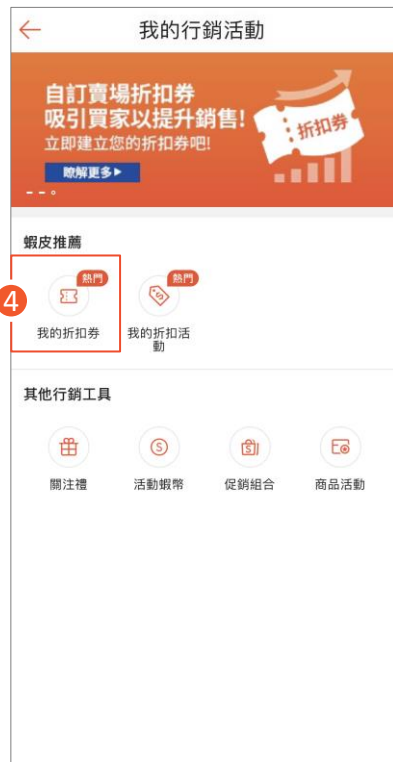 我的行銷活動
自訂賣場折扣券
吸引買家以提升銷售!
立即建立您的折扣券吧!
瞭解更多▶
折扣券
蝦皮推薦
熱門
熱門
4
我的折扣券
我的折扣活
動
其他行銷工具
關注禮
活動蝦幣
促銷組合
商品活動